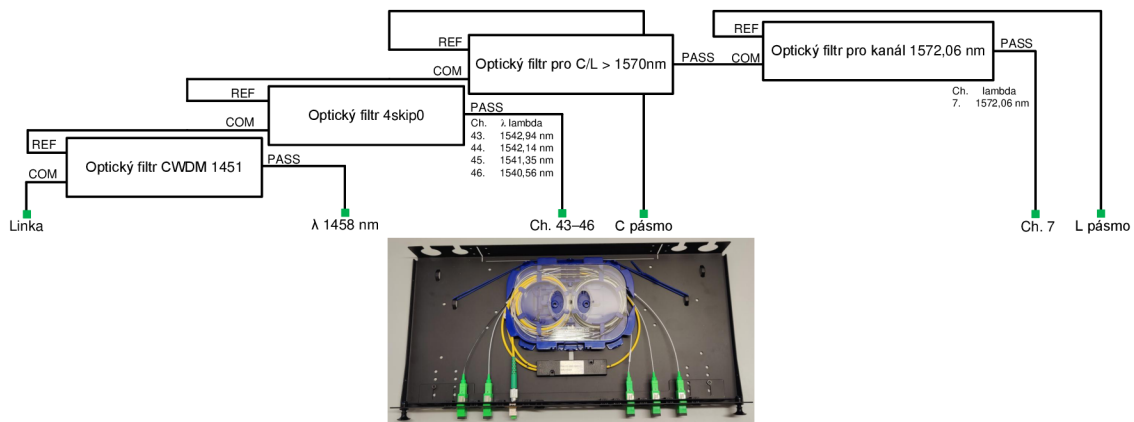 REF
Optický filtr pro C/L > 1570nm
COM
PASS
REF
Optický filtr pro kanál 1572,06 nm
COM
PASS
Ch. lambda
7. 1572,06 nm
REF
Optický filtr 4skip0
COM
PASS
Ch. λ lambda
43. 1542,94 nm
44. 1542,14 nm
45. 1541,35 nm
46. 1540,56 nm
REF
Optický filtr CWDM 1451
COM
PASS
Linka
λ 1458 nm
Ch. 43–46
C pásmo
Ch. 7
L pásmo